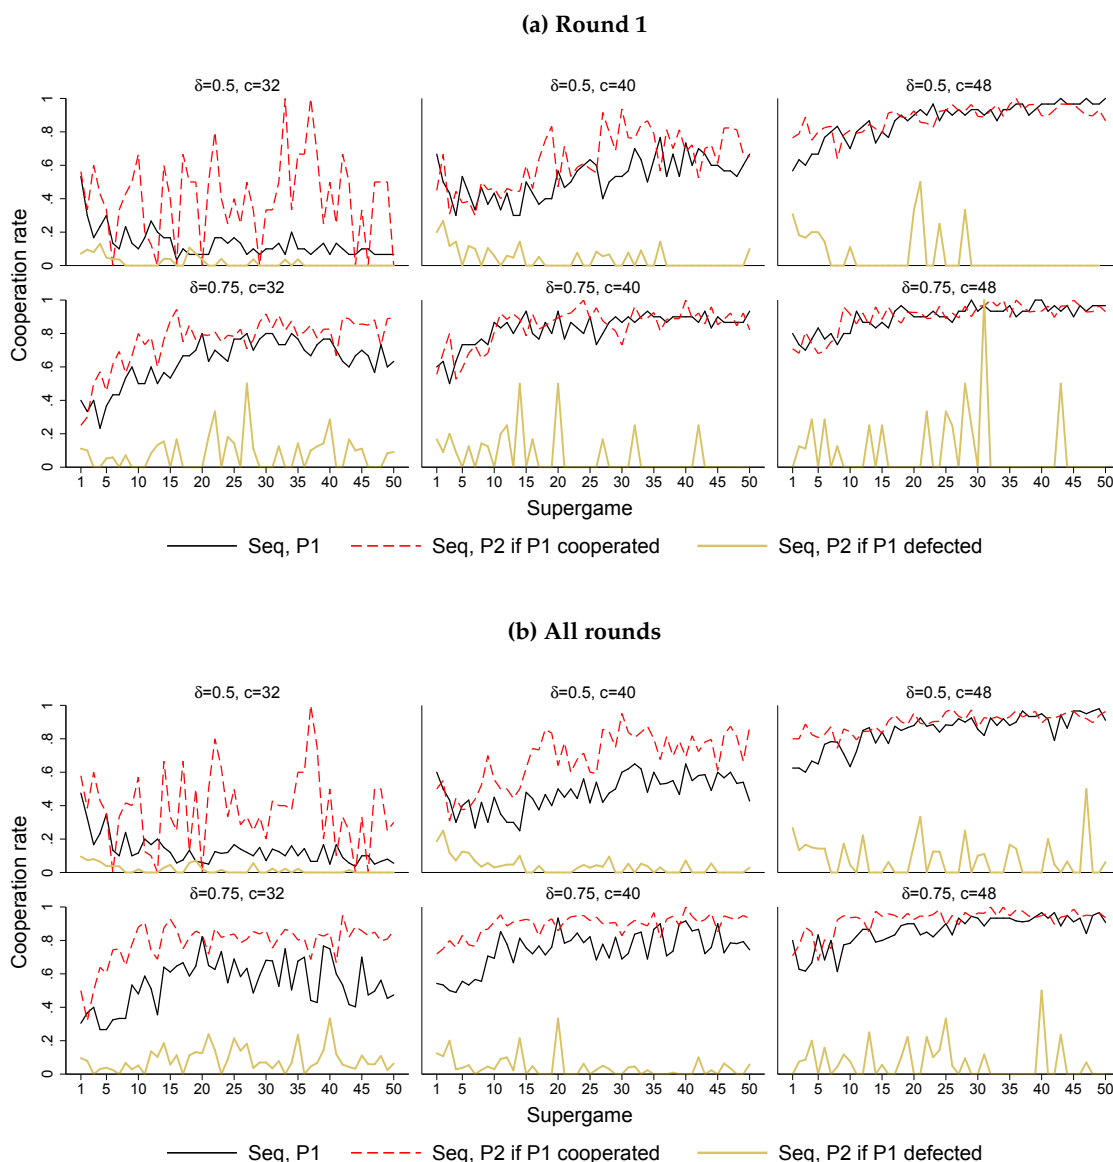 (a) Round 1
δ=0.5, c=32
δ=0.5, c=40
δ=0.5, c=48
Cooperation rate
0 .2 .4 .6 .8 1
δ=0.75, c=32
δ=0.75, c=40
δ=0.75, c=48
0 .2 .4 .6 .8 1
1 5 10 15 20 25 30 35 40 45 50
1 5 10 15 20 25 30 35 40 45 50
1 5 10 15 20 25 30 35 40 45 50
Supergame
Seq, P1 Seq, P2 if P1 cooperated Seq, P2 if P1 defected
(b) All rounds
δ=0.5, c=32
δ=0.5, c=40
δ=0.5, c=48
Cooperation rate
0 .2 .4 .6 .8 1
δ=0.75, c=32
δ=0.75, c=40
δ=0.75, c=48
0 .2 .4 .6 .8 1
1 5 10 15 20 25 30 35 40 45 50
1 5 10 15 20 25 30 35 40 45 50
1 5 10 15 20 25 30 35 40 45 50
Supergame
Seq, P1 Seq, P2 if P1 cooperated Seq, P2 if P1 defected